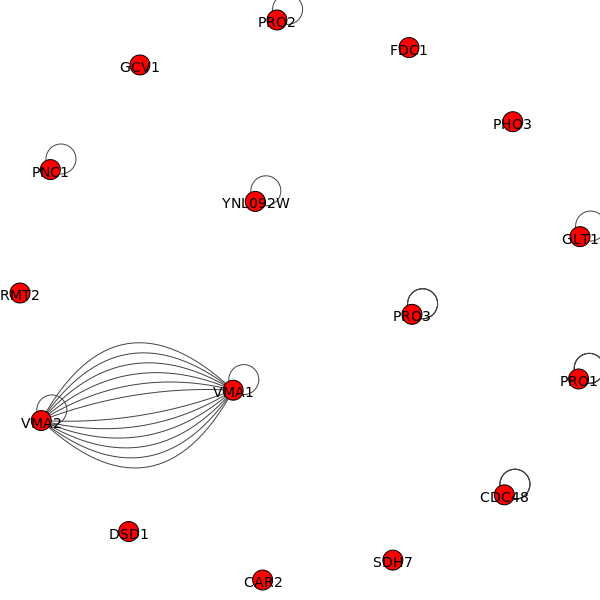 PRO2
FDC1
GCV1
PHO3
PNC1
YNL092W
GLT1
RMT2
PRO3
PRO1
VMA1
VMA2
CDC48
DSD1
SDH7
CAR2